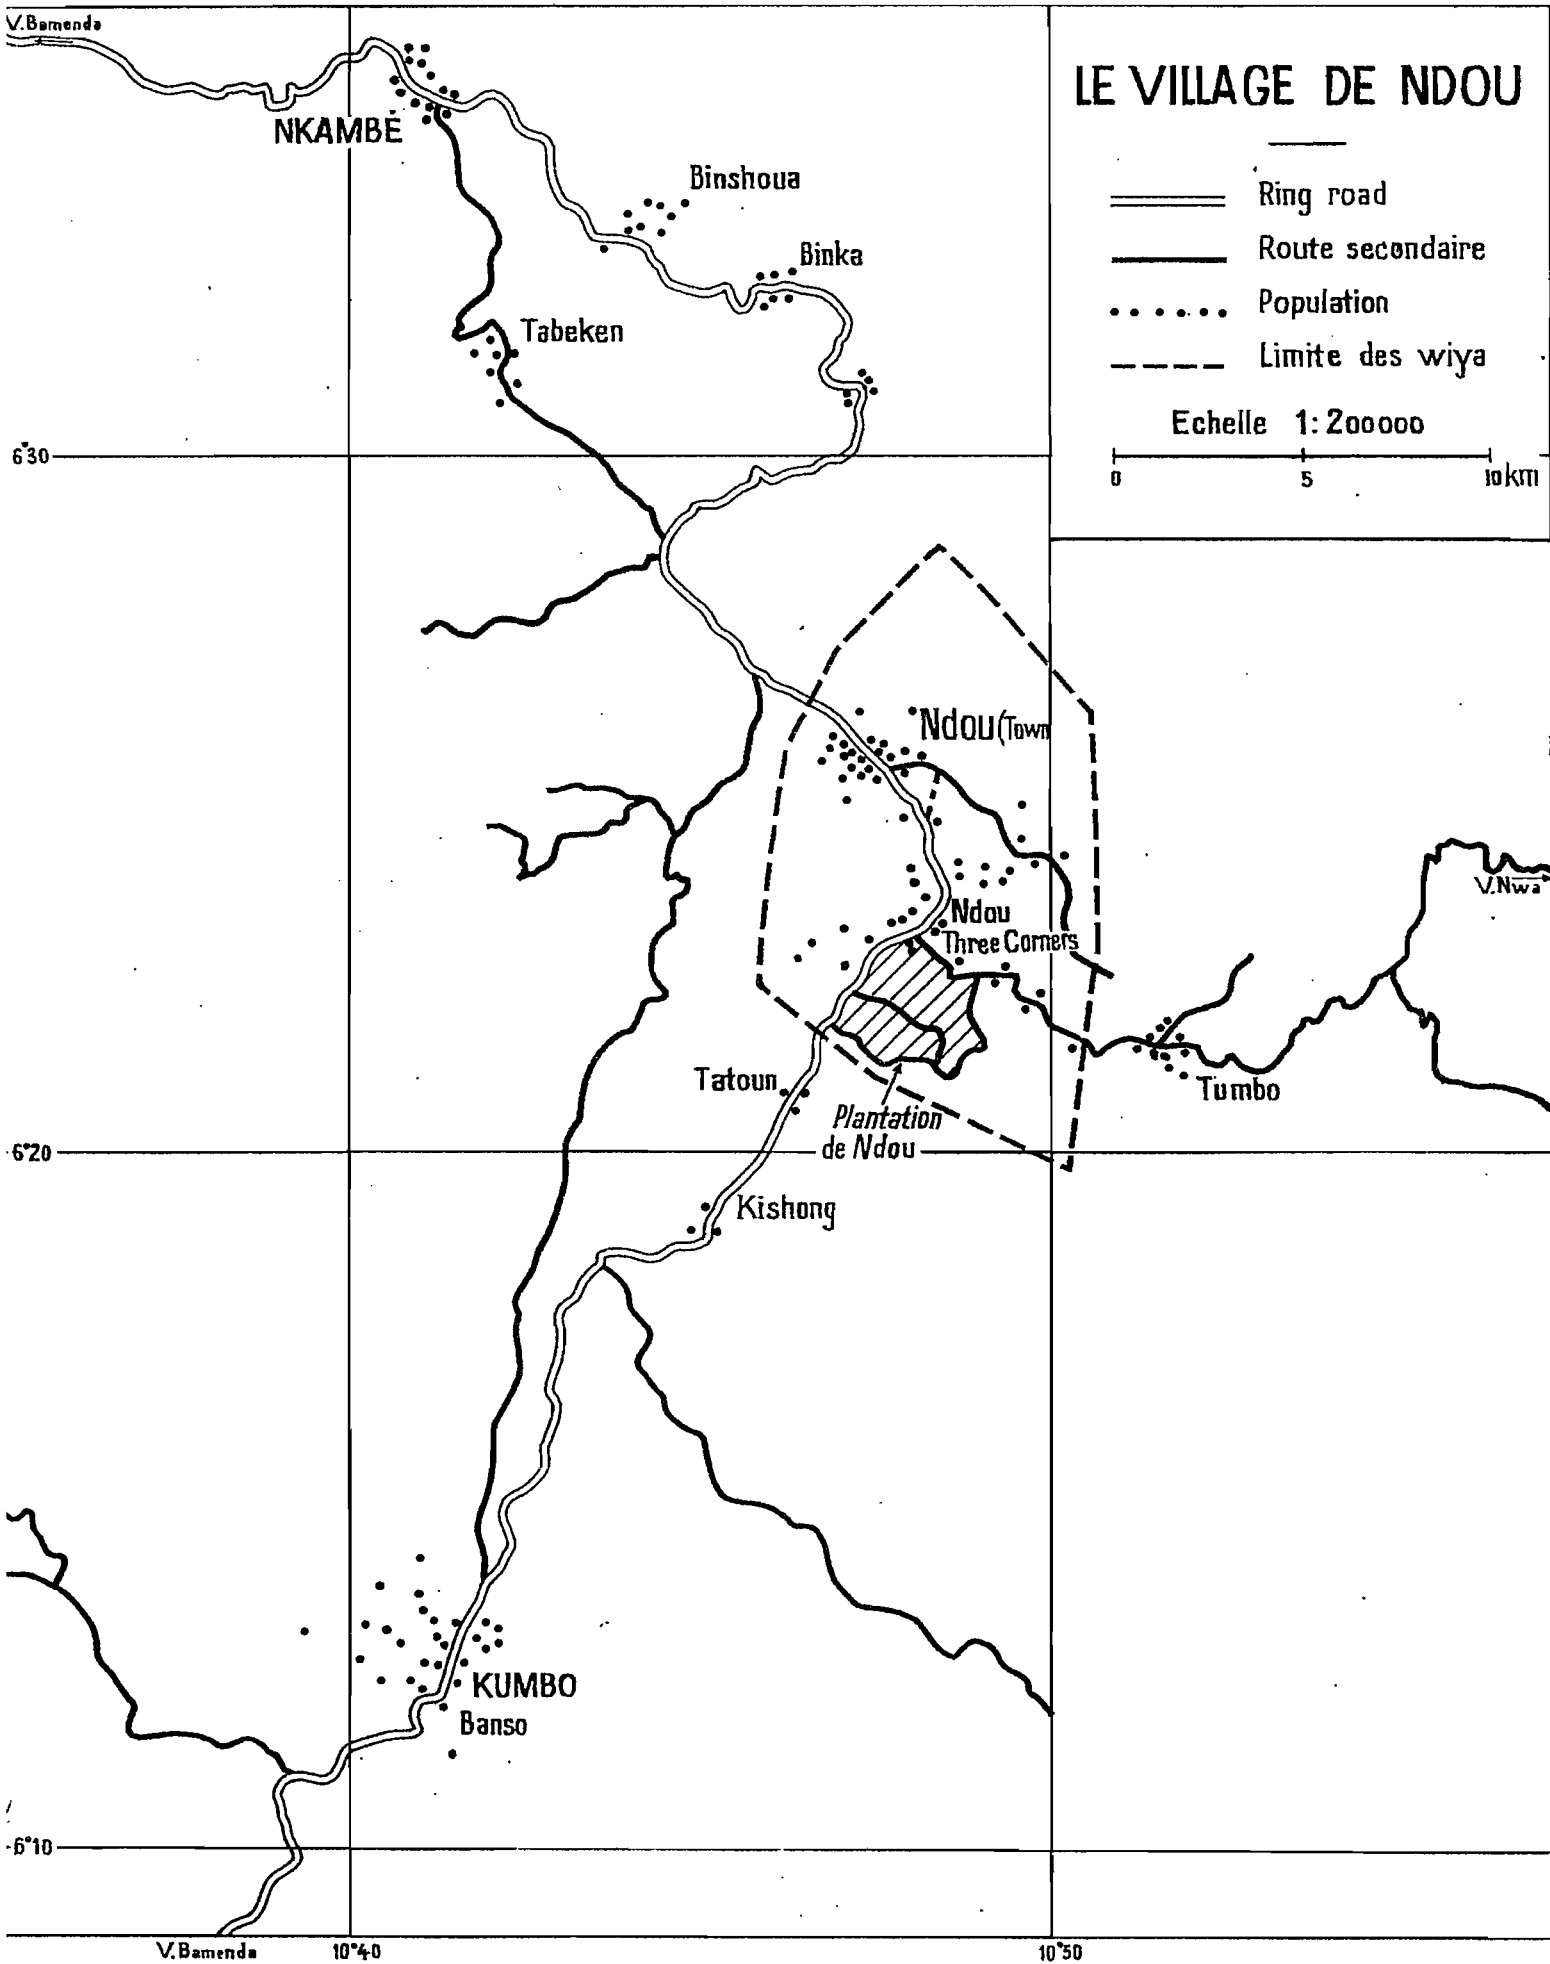 V.Bamenda
LE VILLAGE DE NDOU
NKAMBÉ
Binshoua
Ring road
Binka
Route secondaire
Population
Tabeken
Limite des wiya
Echelle 1:200000
6°30
0 5 10km
Ndou (Town
V.Nwa
Ndou
Three Corners
Tatoun
Tumbo
Plantation
de Ndou
6°20
Kishong
KUMBO
Banso
6°10
V.Bamenda
10°40
10°50